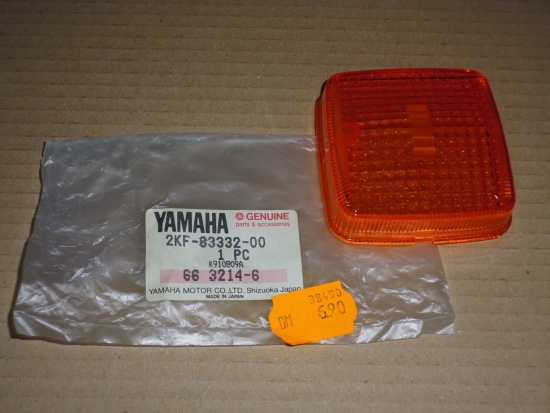 YAMAHA GENUINE
parts & accessories
2KF-83332-00
1 PC
K910809A
66 3214-6
YAMAHA MOTOR CO., LTD. Shizuoka Japan
MADE IN JAPAN
38450
DM 6,90